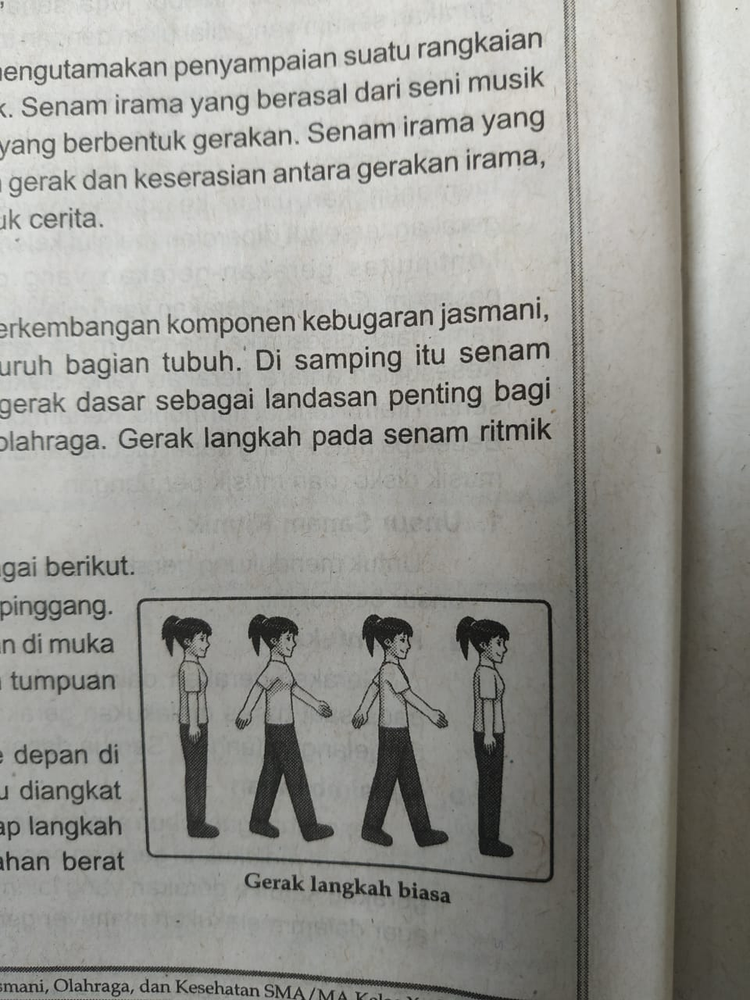 mengutamakan penyampaian suatu rangkaian
k. Senam irama yang berasal dari seni musik
yang berbentuk gerakan. Senam irama yang
gerak dan keserasian antara gerakan irama,
uk cerita.
erkembangan komponen kebugaran jasmani,
uruh bagian tubuh. Di samping itu senam
gerak dasar sebagai landasan penting bagi
olahraga. Gerak langkah pada senam ritmik
gai berikut.
pinggang.
n di muka
tumpuan
e depan di
u diangkat
ap langkah
ahan berat
Gerak langkah biasa
smani, Olahraga, dan Kesehatan SMA/MA